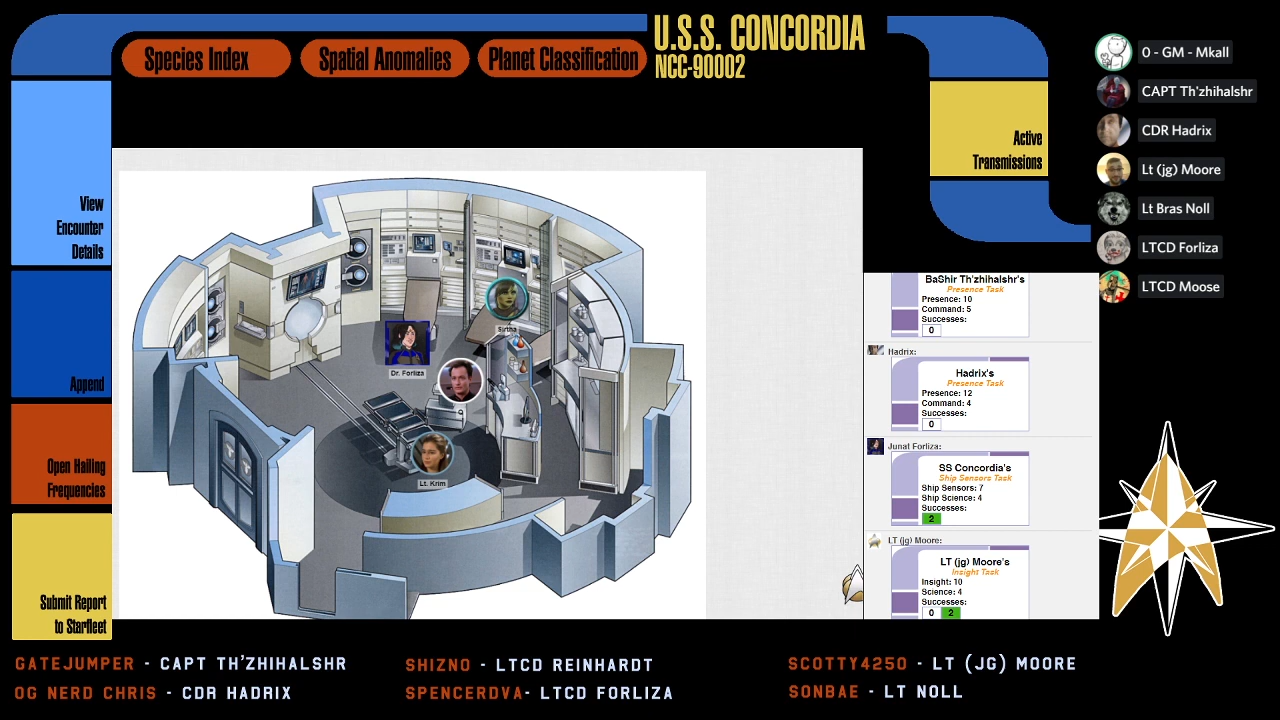 Species Index
Spatial Anomalies
Planet Classification
U.S.S. CONCORDIA
NCC-90002
View
Encounter
Details
Append
Open Hailing
Frequencies
Submit Report
to Starfleet
Active
Transmissions
0 - GM - Mkall
CAPT Th'zhihalshr
CDR Hadrix
Lt (jg) Moore
Lt Bras Noll
LTCD Forliza
LTCD Moose
Sirtha
Dr. Forliza
Lt. Krim
BaShir Th'zhihalshr's
Presence Task
Presence: 10
Command: 5
Successes:
0
Hadrix:
Hadrix's
Presence Task
Presence: 12
Command: 4
Successes:
0
Junat Forliza:
SS Concordia's
Ship Sensors Task
Ship Sensors: 7
Ship Science: 4
Successes:
2
LT (jg) Moore:
LT (jg) Moore's
Insight Task
Insight: 10
Science: 4
Successes:
0 2
GATEJUMPER - CAPT TH'ZHIHALSHR
OG NERD CHRIS - CDR HADRIX
SHIZNO - LTCD REINHARDT
SPENCERDVA- LTCD FORLIZA
SCOTTY4250 - LT (JG) MOORE
SONBAE - LT NOLL